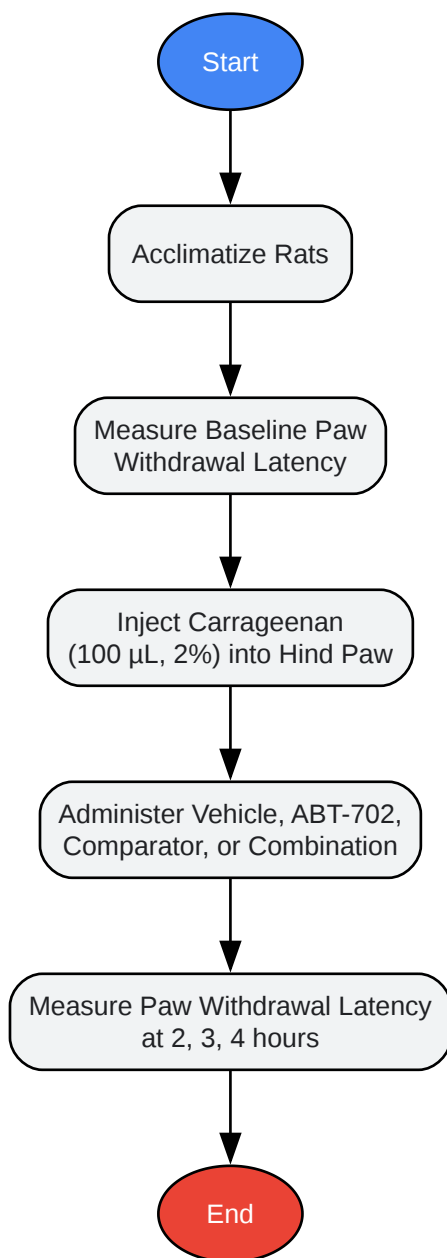 Start
Acclimatize Rats
Measure Baseline Paw
Withdrawal Latency
Inject Carrageenan
(100 µL, 2%) into Hind Paw
Administer Vehicle, ABT-702,
Comparator, or Combination
Measure Paw Withdrawal Latency
at 2, 3, 4 hours
End